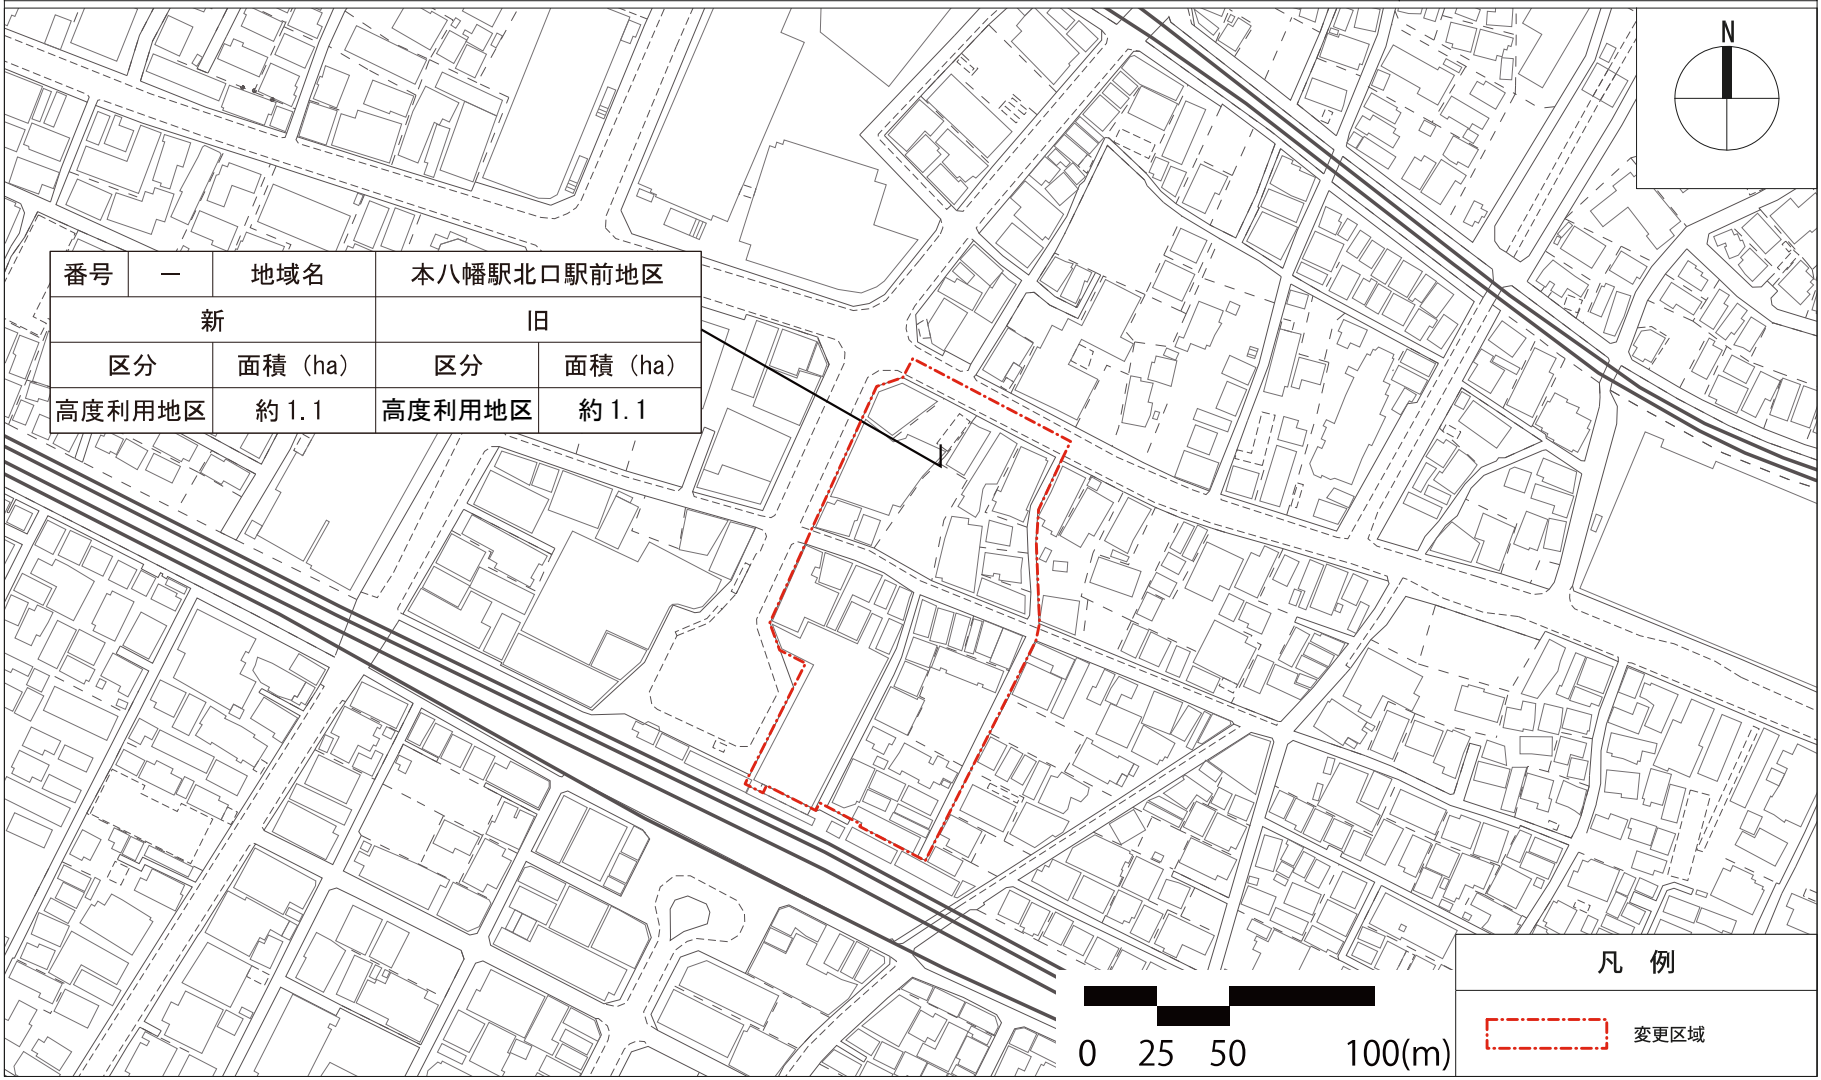 N
番号 － 地域名 本八幡駅北口駅前地区
新 旧
区分 面積（ha） 区分 面積（ha）
高度利用地区 約1.1 高度利用地区 約1.1
凡 例
変更区域
0 25 50 100(m)